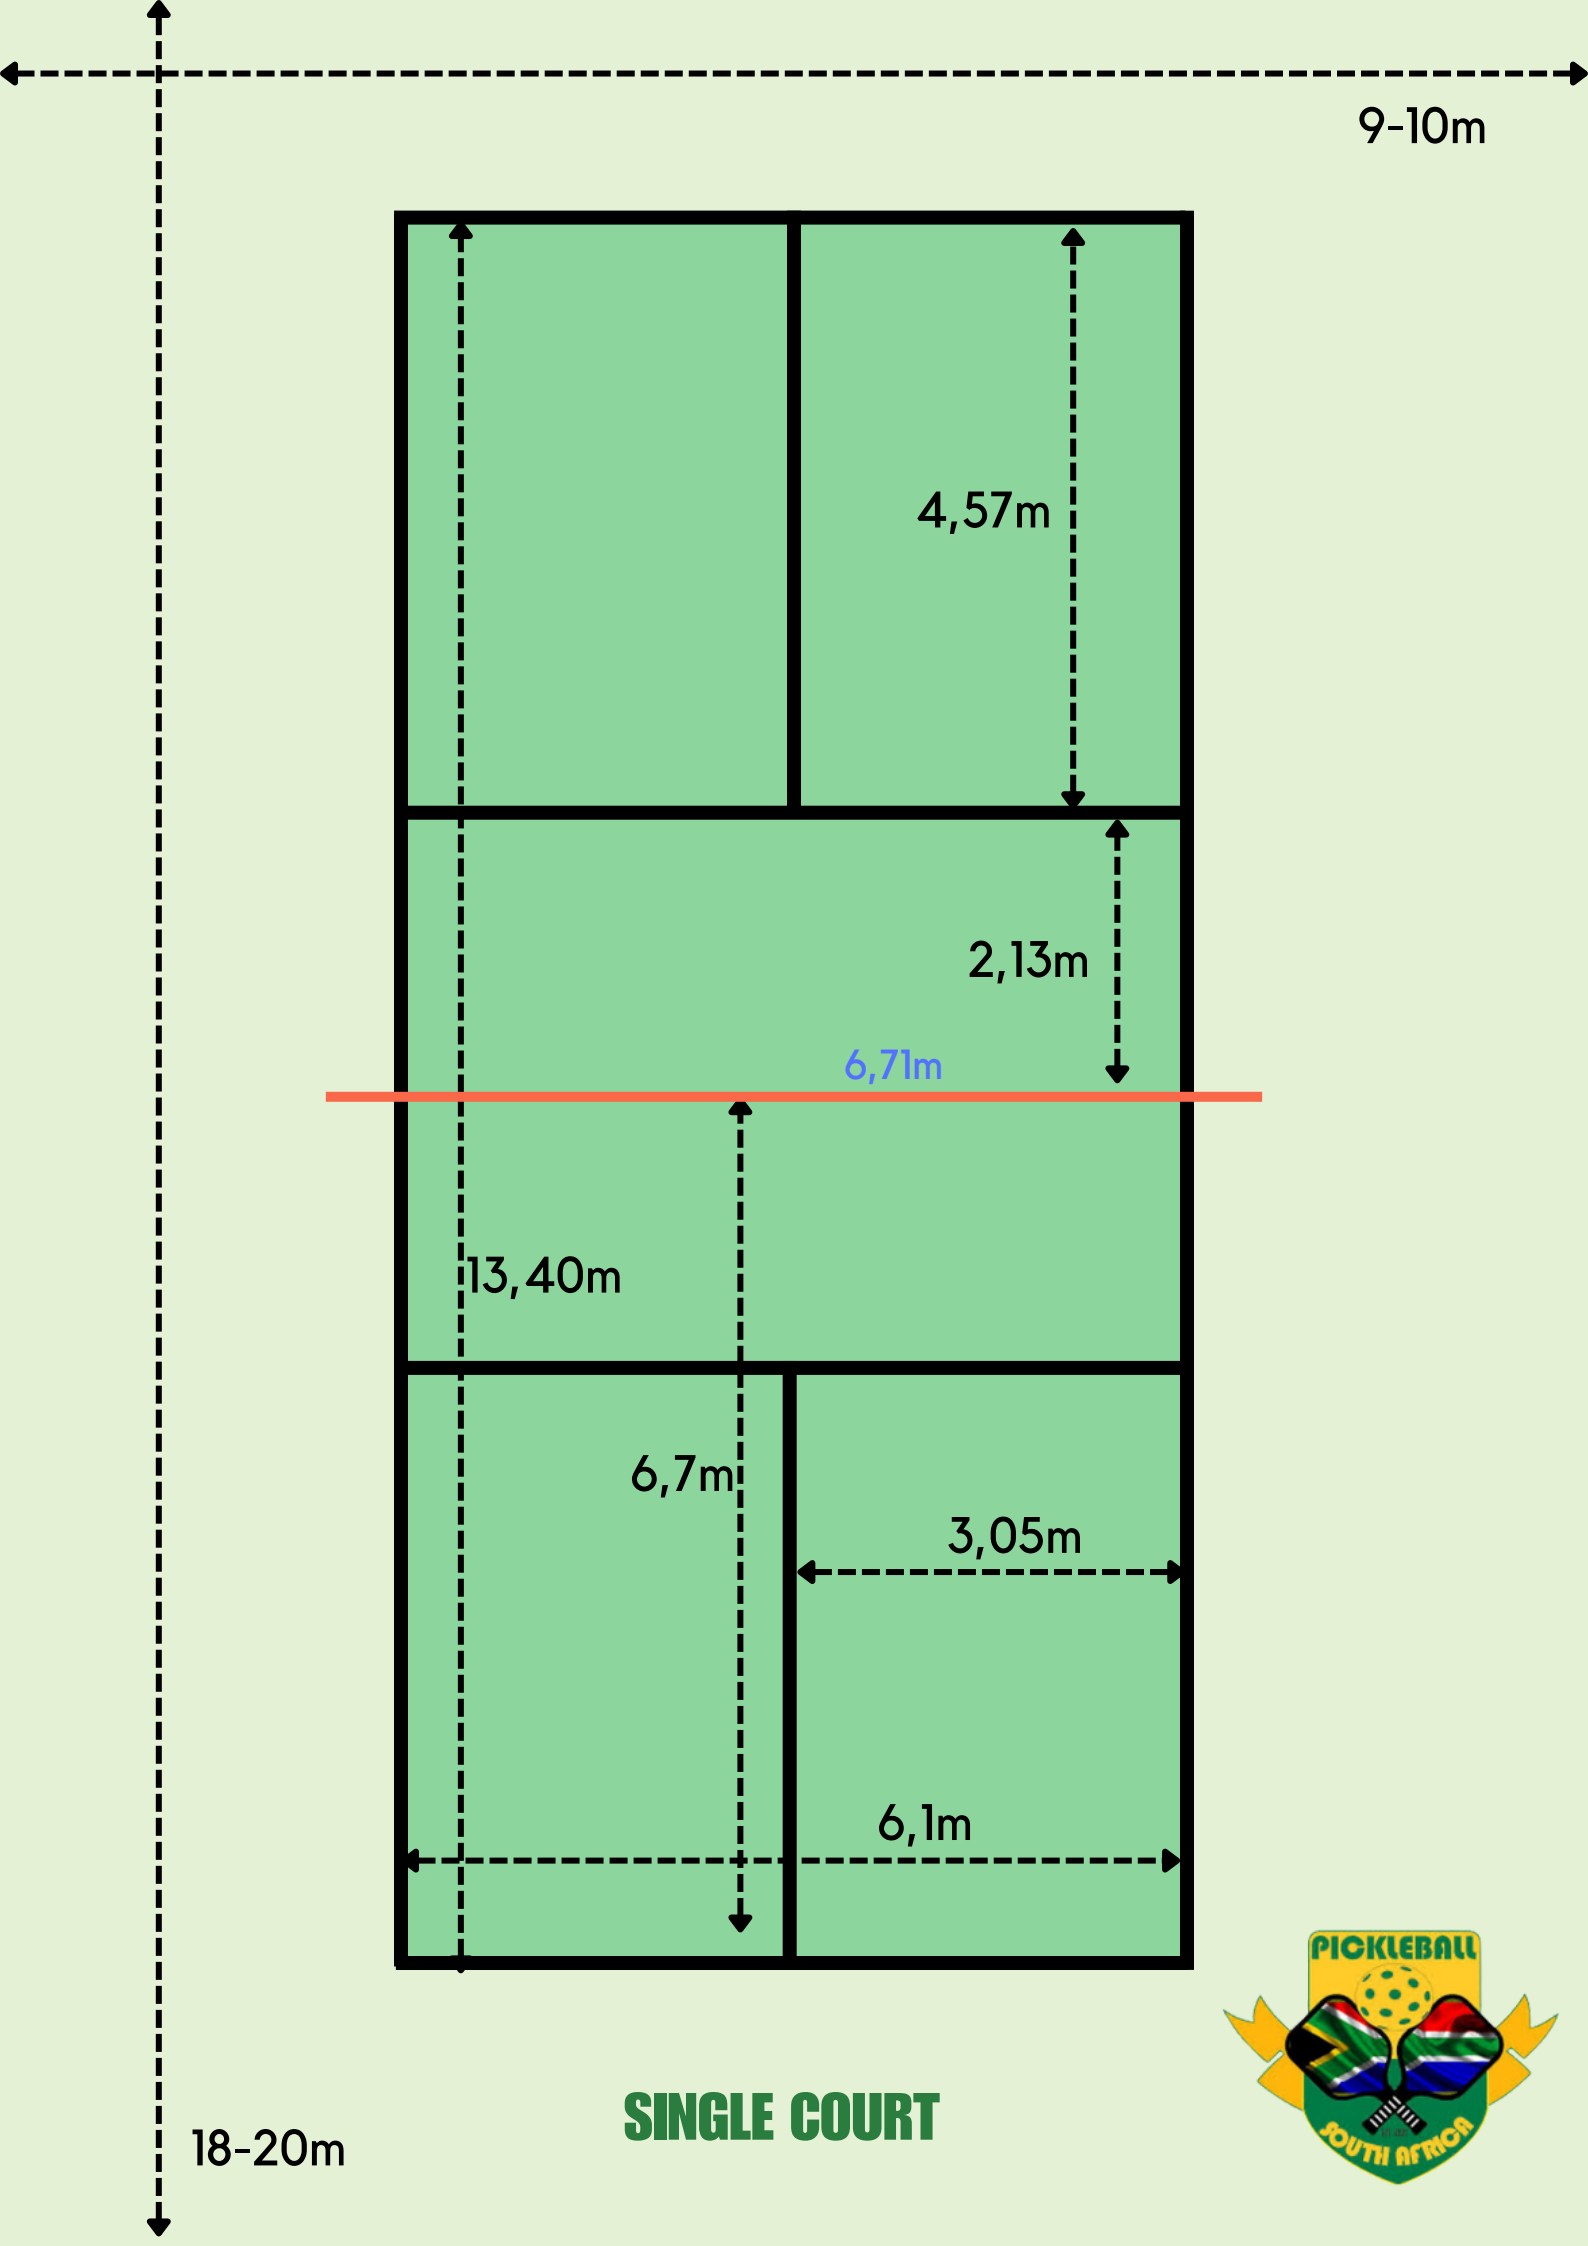 9-10m
4,57m
2,13m
6,71m
13,40m
6,7m
3,05m
6,1m
PICKLEBALL
SOUTH AFRICA
SINGLE COURT
18-20m